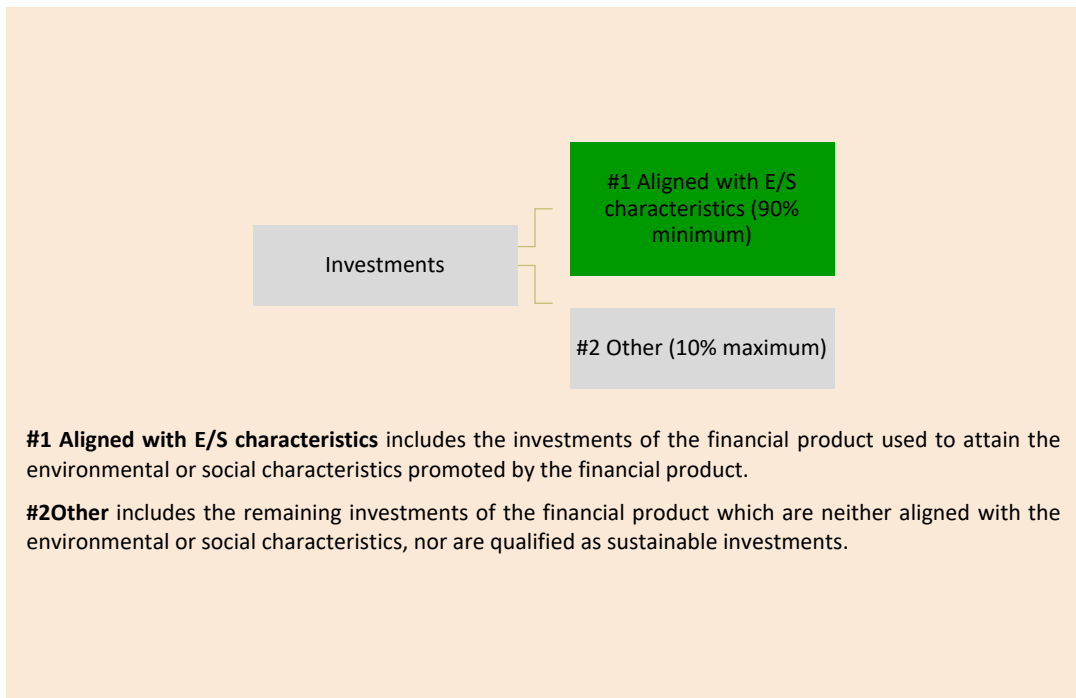 #1 Aligned with E/S
characteristics (90%
minimum)
Investments
#2 Other (10% maximum)
#1 Aligned with E/S characteristics includes the investments of the financial product used to attain the
environmental or social characteristics promoted by the financial product.
#2Other includes the remaining investments of the financial product which are neither aligned with the
environmental or social characteristics, nor are qualified as sustainable investments.